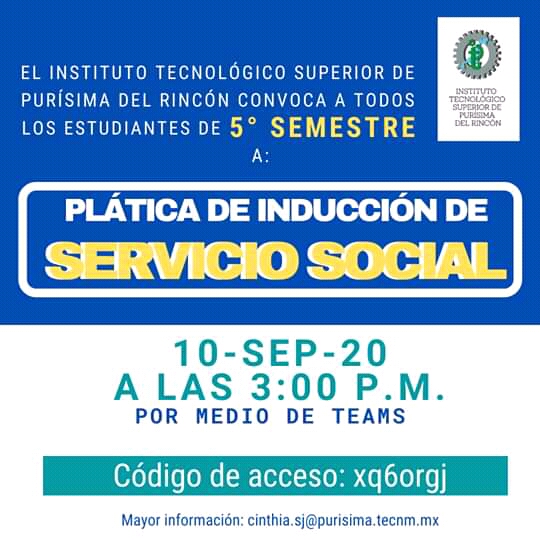 EL INSTITUTO TECNOLÓGICO SUPERIOR DE
PURÍSIMA DEL RINCÓN CONVOCA A TODOS
LOS ESTUDIANTES DE 5° SEMESTRE
A:
INSTITUTO
TECNOLÓGICO
SUPERIOR DE
PURÍSIMA
DEL RINCÓN
PLÁTICA DE INDUCCIÓN DE
SERVICIO SOCIAL
10-SEP-20
A LAS 3:00 P.M.
POR MEDIO DE TEAMS
Código de acceso: xq6orgj
Mayor información: cinthia.sj@purisima.tecnm.mx